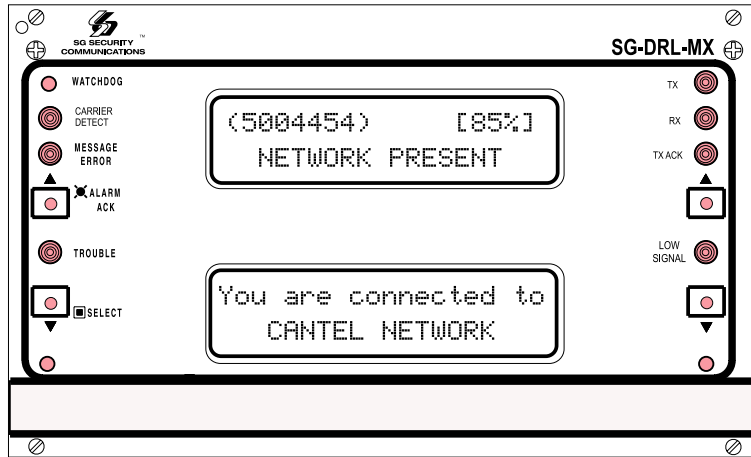 SG SECURITY ™
COMMUNICATIONS
SG-DRL-MX
WATCHDOG
CARRIER
DETECT
MESSAGE
ERROR
ALARM
ACK
TROUBLE
SELECT
(5004454) [85%]
NETWORK PRESENT
You are connected to
CANTEL NETWORK
TX
RX
TX ACK
LOW
SIGNAL